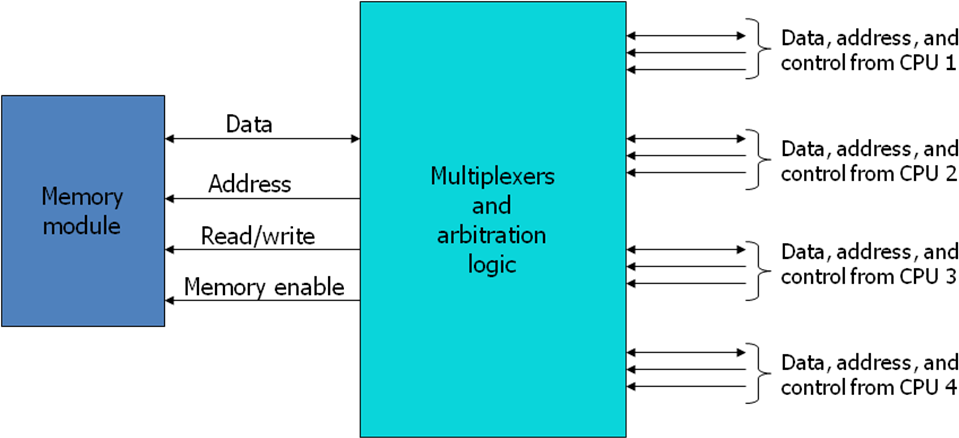 Memory
module
Data
Address
Read/write
Memory enable
Multiplexers
and
arbitration
logic
Data, address, and
control from CPU 1
Data, address, and
control from CPU 2
Data, address, and
control from CPU 3
Data, address, and
control from CPU 4